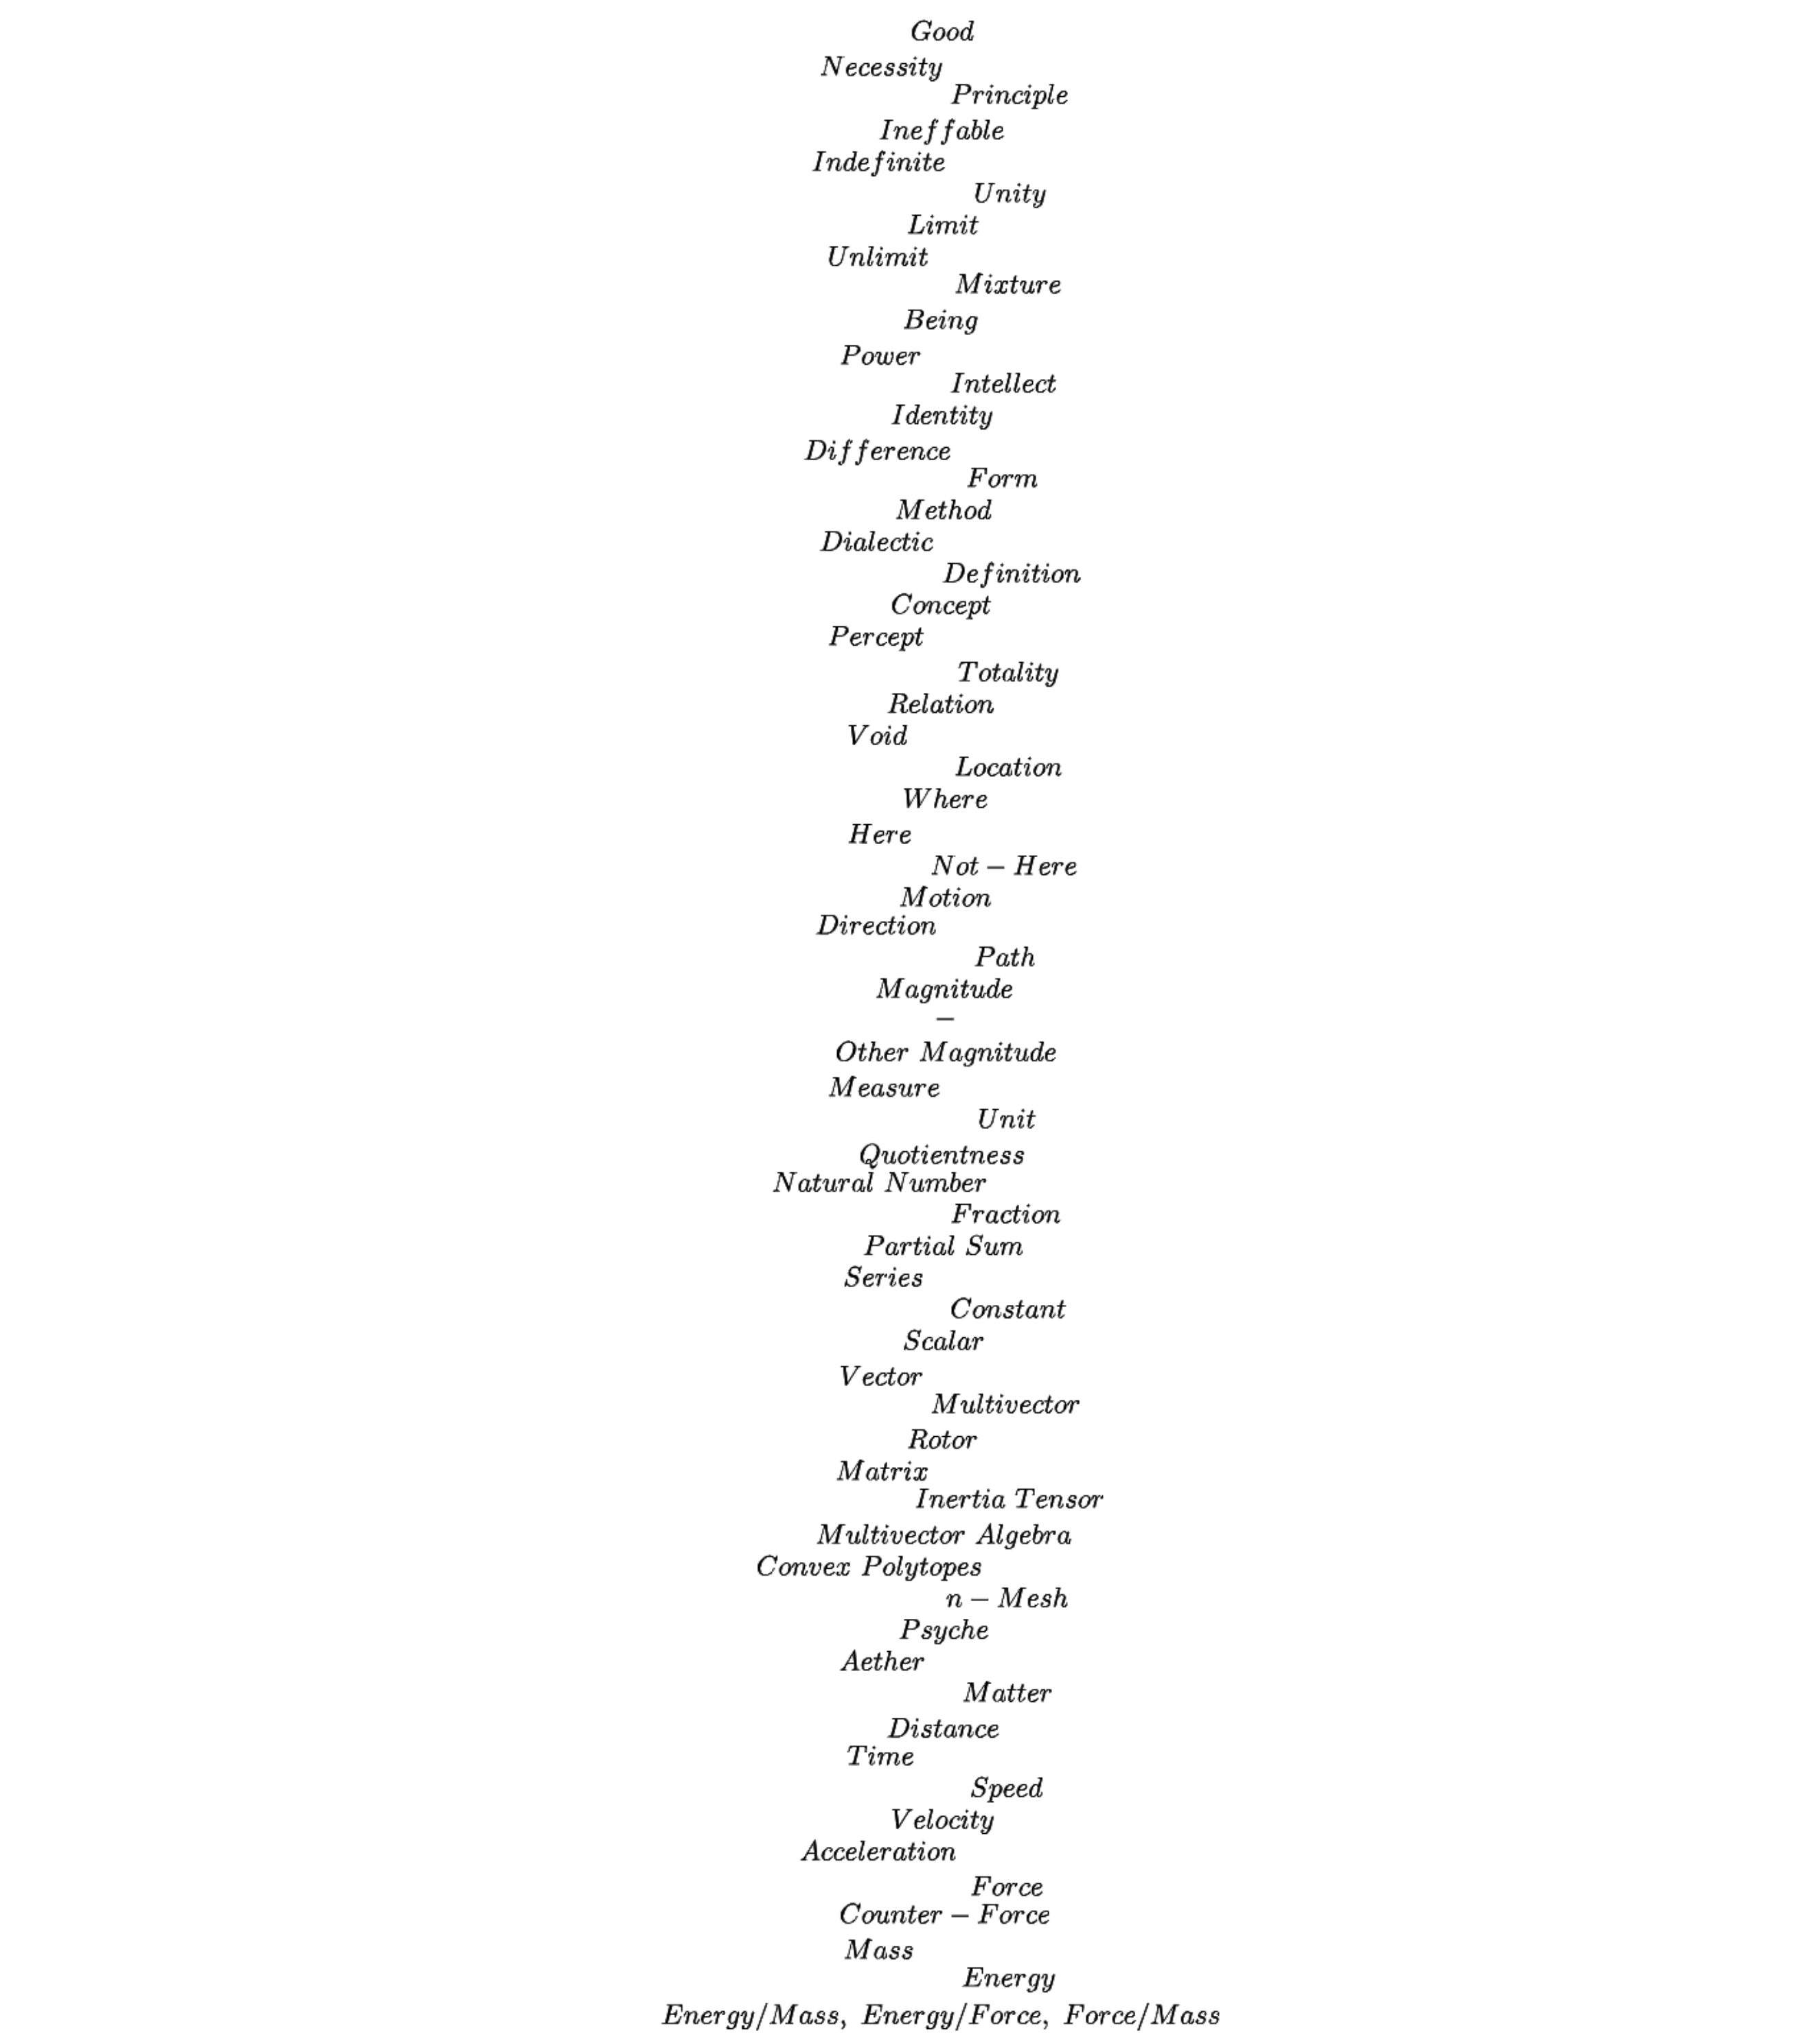 Good
Necessity
Principle
Ineffable
Indefinite
Unity
Limit
Unlimit
Mixture
Being
Power
Intellect
Identity
Difference
Form
Method
Dialectic
Definition
Concept
Percept
Totality
Relation
Void
Location
Where
Here
Not − Here
Motion
Direction
Path
Magnitude
−
Other Magnitude
Measure
Unit
Quotientness
Natural Number
Fraction
Partial Sum
Series
Constant
Scalar
Vector
Multivector
Rotor
Matrix
Inertia Tensor
Multivector Algebra
Convex Polytopes
n − Mesh
Psyche
Aether
Matter
Distance
Time
Speed
Velocity
Acceleration
Force
Counter − Force
Mass
Energy
Energy/Mass, Energy/Force, Force/Mass